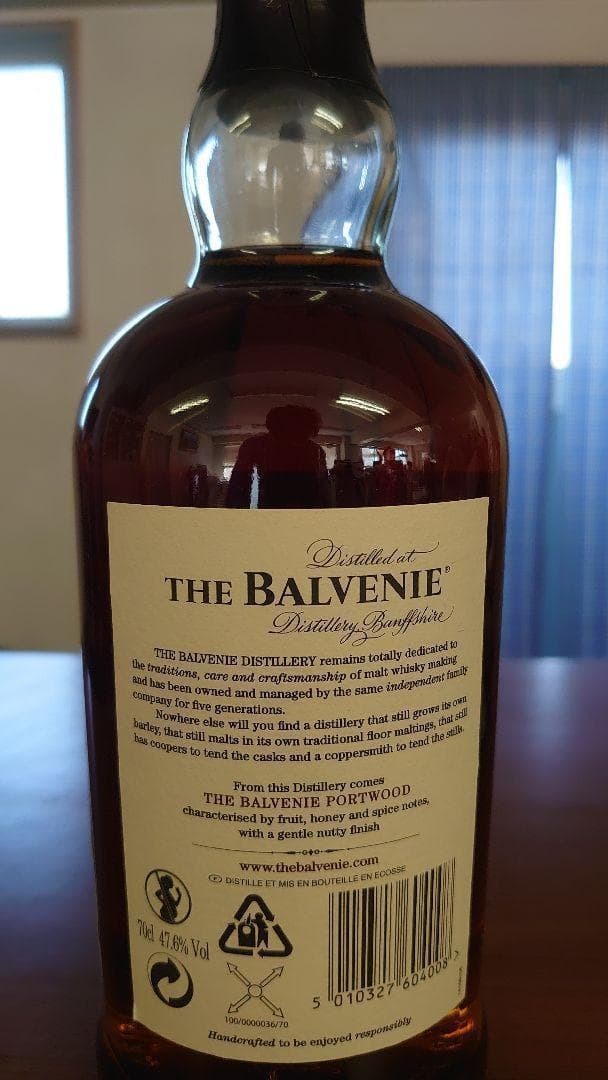 Distilled at
THE BALVENIE®
Distillery, Banffshire
THE BALVENIE DISTILLERY remains totally dedicated to
the traditions, care and craftsmanship of malt whisky making
and has been owned and managed by the same independent family
company for five generations.
Nowhere else will you find a distillery that still grows its own
barley, that still malts in its own traditional floor maltings, that still
has coopers to tend the casks and a coppersmith to tend the stills.
From this Distillery comes
THE BALVENIE PORTWOOD
characterised by fruit, honey and spice notes,
with a gentle nutty finish
www.thebalvenie.com
DISTILLÉ ET MIS EN BOUTEILLE EN ECOSSE
70cl 47.6% Vol
5 010327 604008 >
100/0000036/70
Handcrafted to be enjoyed responsibly